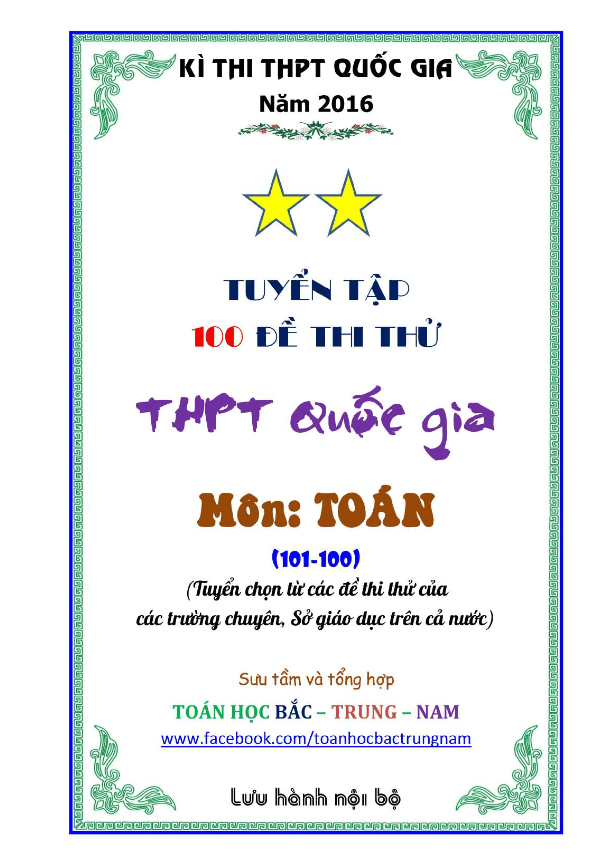 KÌ THI THPT QUỐC GIA
Năm 2016
TUYỂN TẬP
100 ĐỀ THI THỬ
THPT Quốc gia
Môn: TOÁN
(101-100)
(Tuyển chọn từ các đề thi thử của
các trường chuyên, Sở giáo dục trên cả nước)
Sưu tầm và tổng hợp
TOÁN HỌC BẮC – TRUNG – NAM
www.facebook.com/toanhocbactrungnam
Lưu hành nội bộ